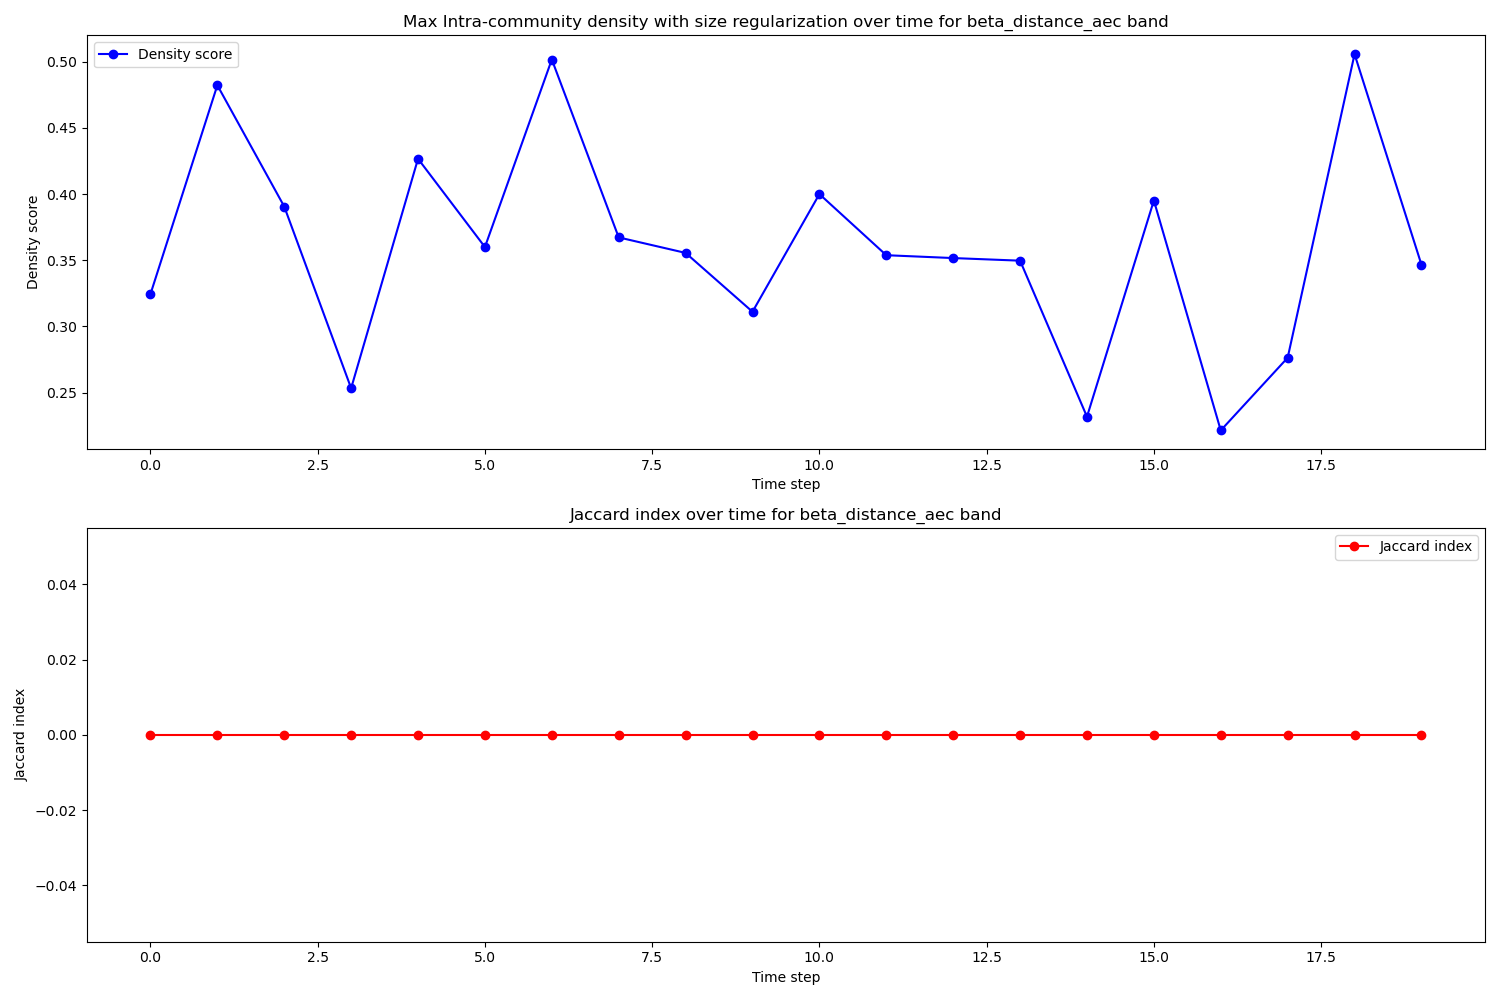 Max Intra-community density with size regularization over time for beta_distance_aec band
Density score
0.50
0.45
0.40
0.35
0.30
0.25
Density score
0.0 2.5 5.0 7.5 10.0 12.5 15.0 17.5
Time step
Jaccard index over time for beta_distance_aec band
Jaccard index
0.04
0.02
0.00
−0.02
−0.04
Jaccard index
0.0 2.5 5.0 7.5 10.0 12.5 15.0 17.5
Time step